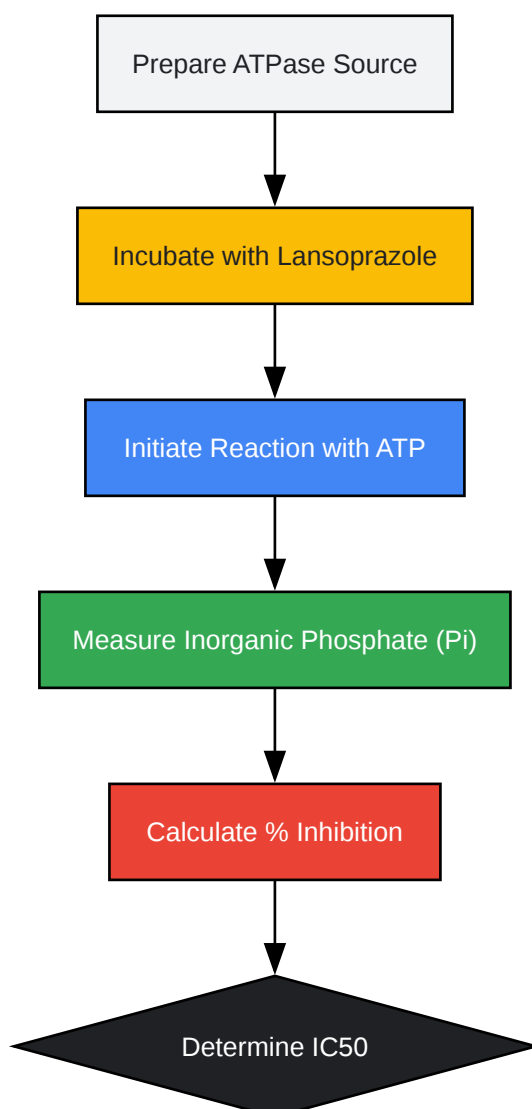 Prepare ATPase Source
Incubate with Lansoprazole
Initiate Reaction with ATP
Measure Inorganic Phosphate (Pi)
Calculate % Inhibition
Determine IC50